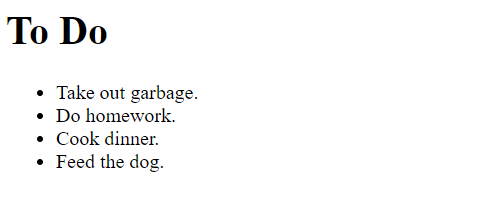 To Do
Take out garbage.
Do homework.
Cook dinner.
Feed the dog.